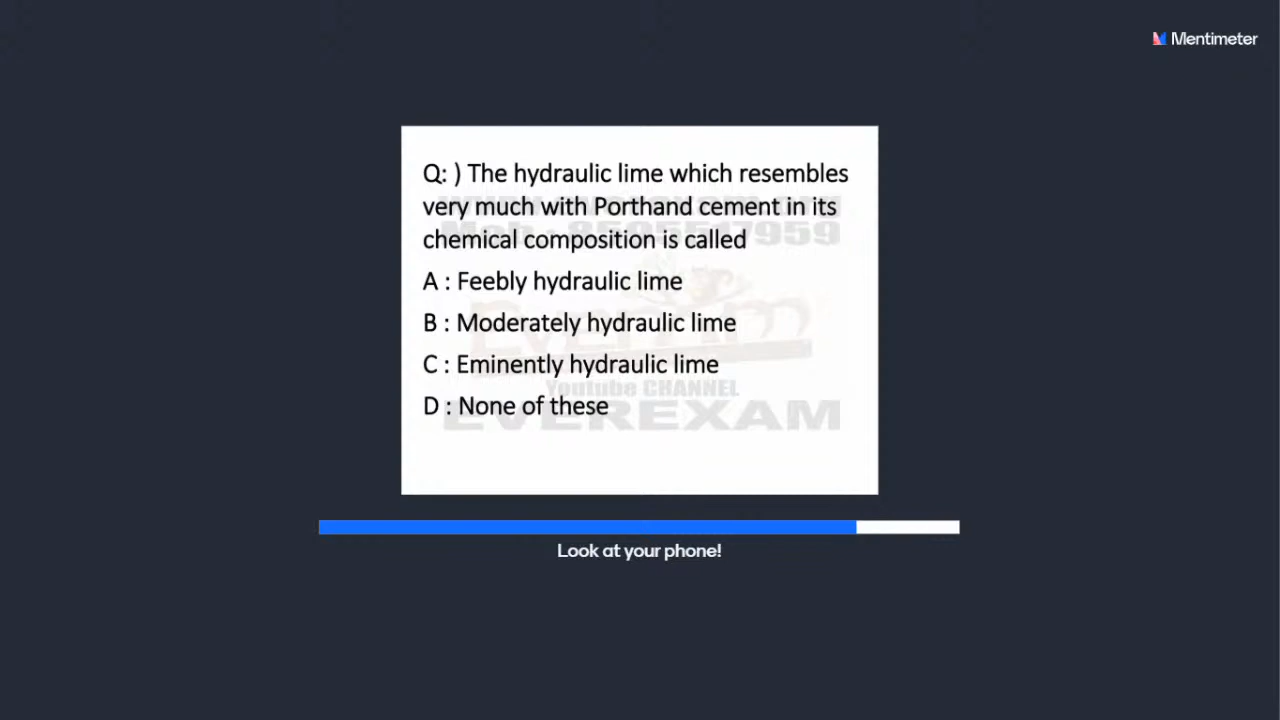 Mentimeter
Q: ) The hydraulic lime which resembles
very much with Porthand cement in its
chemical composition is called
A : Feebly hydraulic lime
B : Moderately hydraulic lime
C : Eminently hydraulic lime
D : None of these
Youtube CHANNEL
EVEREXAM
Look at your phone!